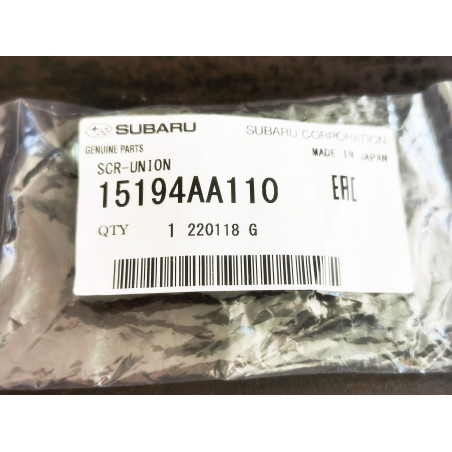 SUBARU SUBARU CORPORATION
GENUINE PARTS MADE IN JAPAN
SCR-UNION
15194AA110 EAC
QTY 1 220118 G